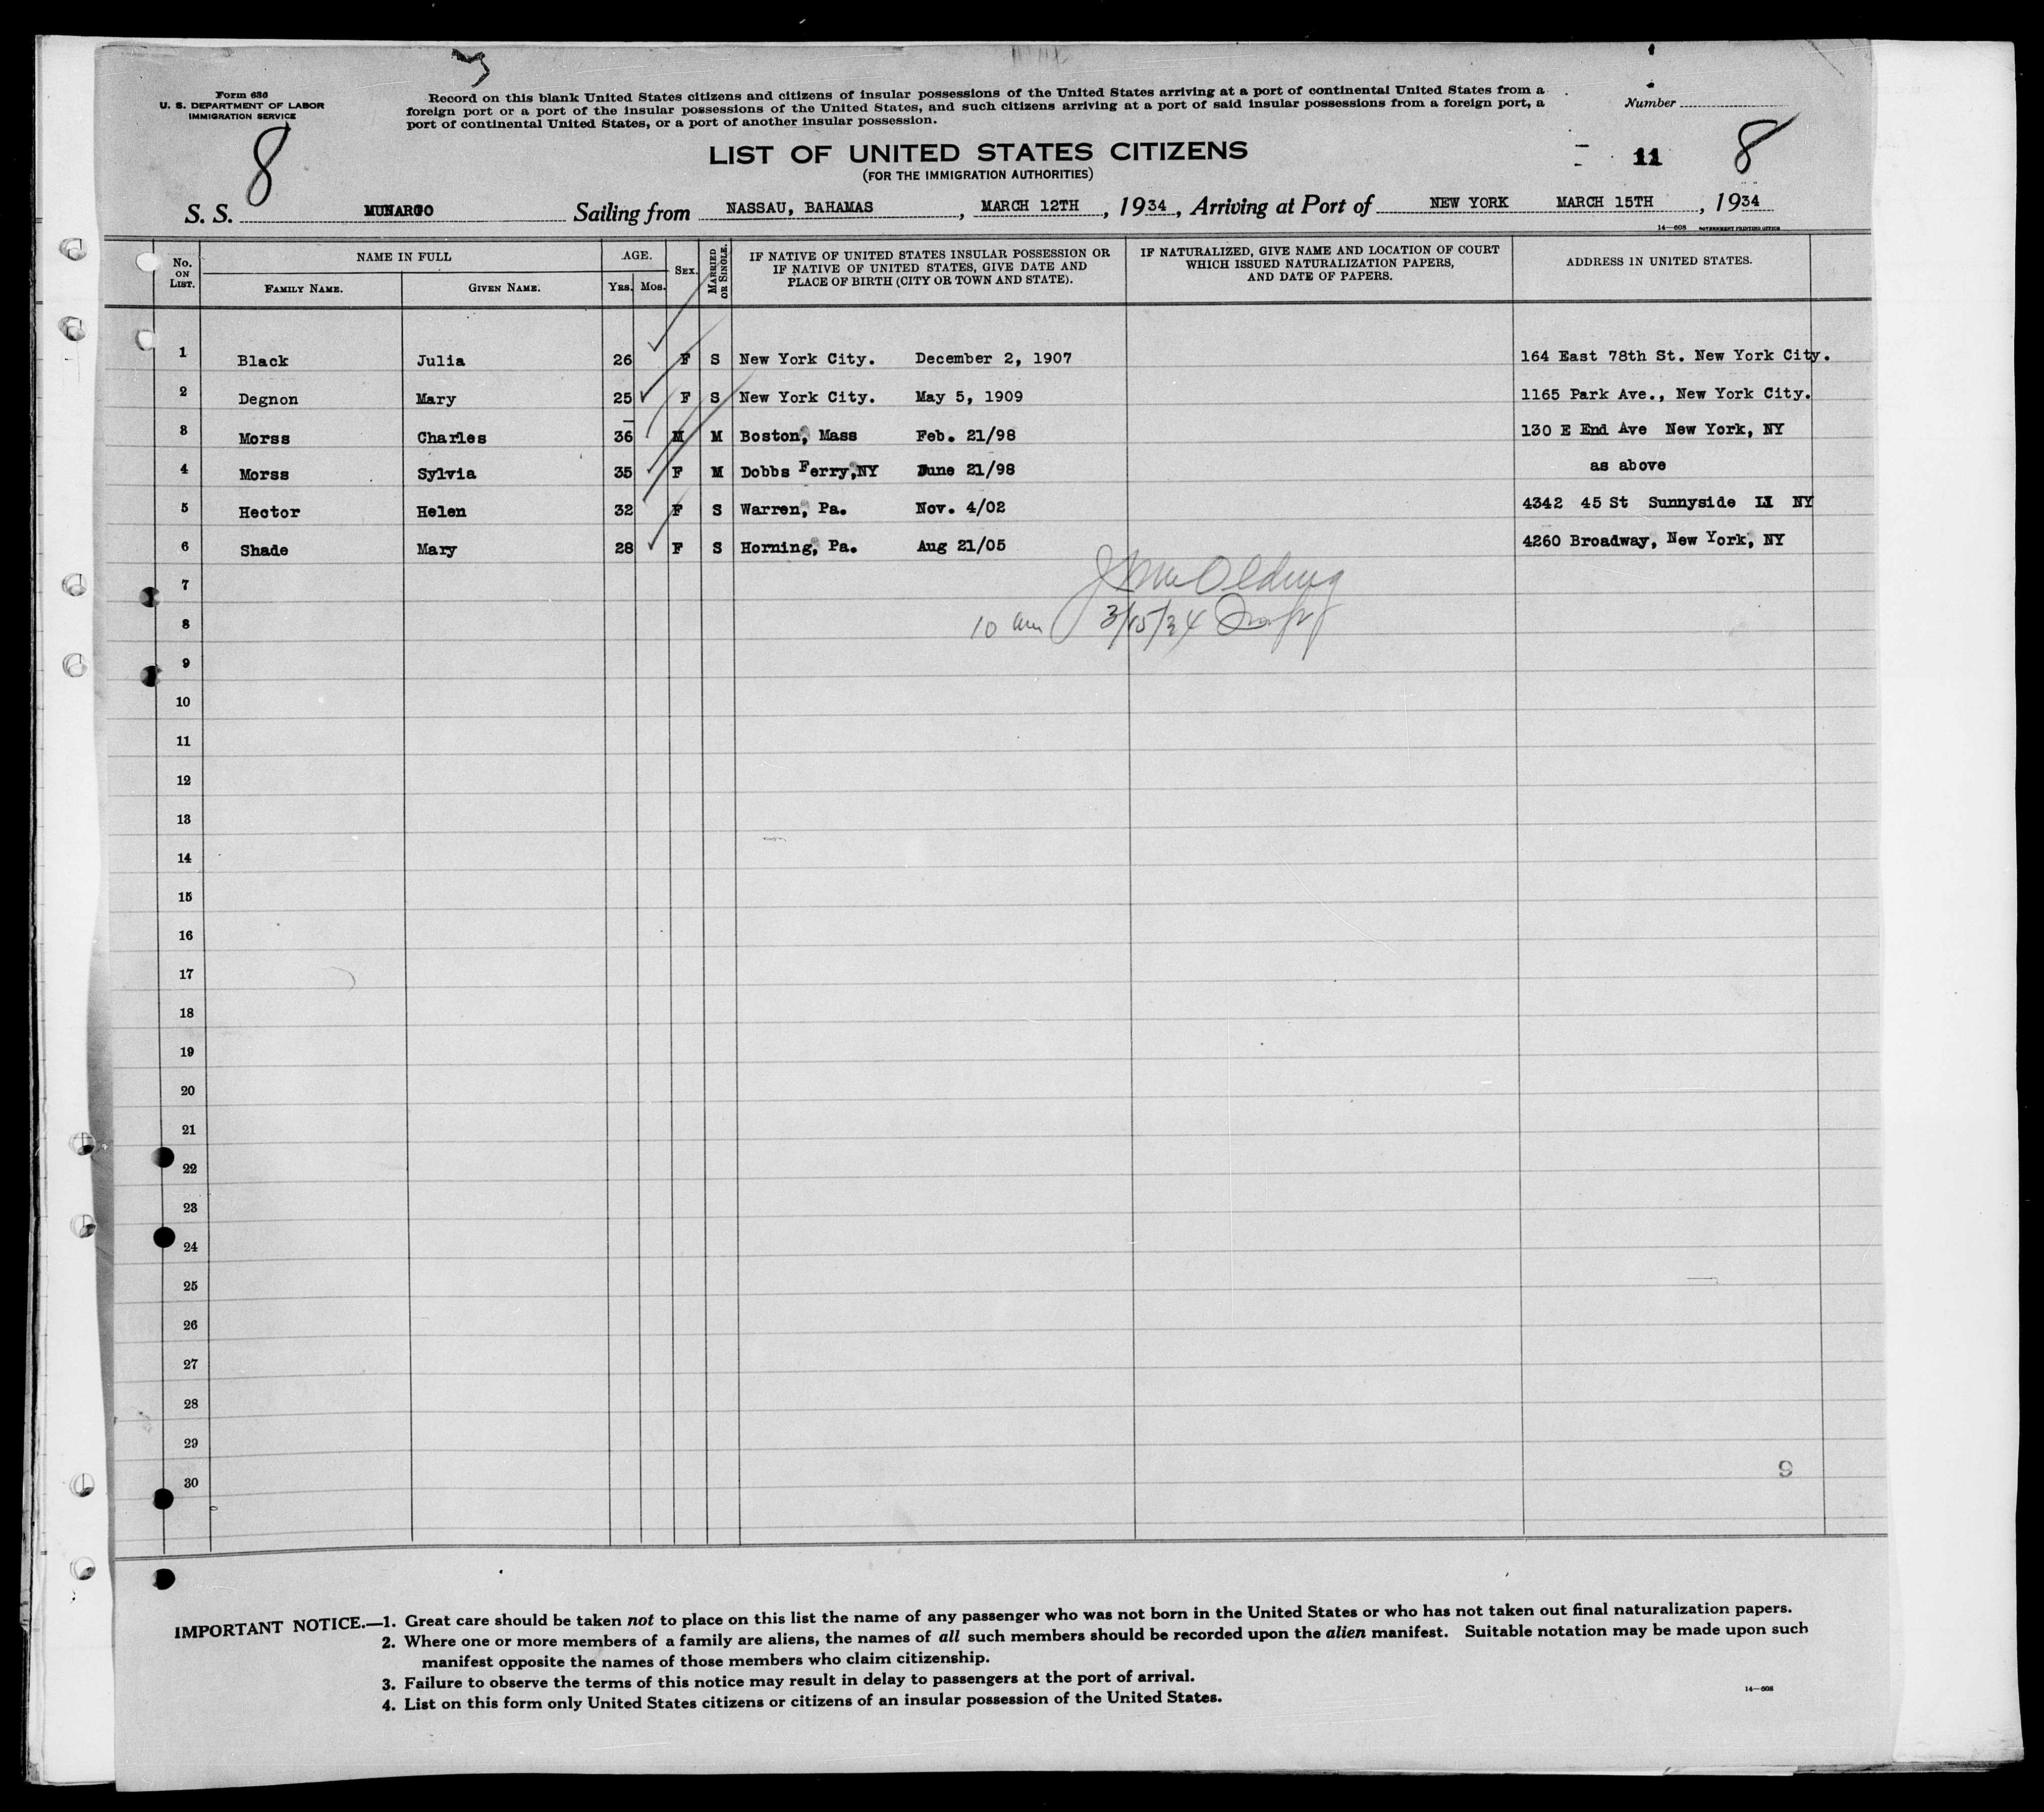 Form 630
U. S. DEPARTMENT OF LABOR
IMMIGRATION SERVICE
Record on this blank United States citizens and citizens of insular possessions of the United States arriving at a port of continental United States from a
foreign port or a port of the insular possessions of the United States, and such citizens arriving at a port of said insular possessions from a foreign port, a
port of continental United States, or a port of another insular possession.
Number
8
LIST OF UNITED STATES CITIZENS
(FOR THE IMMIGRATION AUTHORITIES)
11 8
S. S. MUNARGO Sailing from NASSAU, BAHAMAS, MARCH 12TH, 1934, Arriving at Port of NEW YORK MARCH 15TH, 1934
14—608 GOVERNMENT PRINTING OFFICE
No. ON LIST. NAME IN FULL FAMILY NAME. GIVEN NAME. AGE. YRS. MOS. SEX. MARRIED OR SINGLE. IF NATIVE OF UNITED STATES INSULAR POSSESSION OR IF NATIVE OF UNITED STATES, GIVE DATE AND PLACE OF BIRTH (CITY OR TOWN AND STATE). IF NATURALIZED, GIVE NAME AND LOCATION OF COURT WHICH ISSUED NATURALIZATION PAPERS, AND DATE OF PAPERS. ADDRESS IN UNITED STATES.
1 Black Julia 26 F S New York City. December 2, 1907 164 East 78th St. New York City.
2 Degnon Mary 25 F S New York City. May 5, 1909 1165 Park Ave., New York City.
3 Morss Charles 36 M M Boston, Mass Feb. 21/98 130 E End Ave New York, NY
4 Morss Sylvia 35 F M Dobbs Ferry, NY June 21/98 as above
5 Hector Helen 32 F S Warren, Pa. Nov. 4/02 4342 45 St Sunnyside LI NY
6 Shade Mary 28 F S Horning, Pa. Aug 21/05 4260 Broadway, New York, NY
7
8 10 am 3/15/34
9
10
11
12
13
14
15
16
17
18
19
20
21
22
23
24
25
26
27
28
29
30
9
IMPORTANT NOTICE.—1. Great care should be taken not to place on this list the name of any passenger who was not born in the United States or who has not taken out final naturalization papers.
2. Where one or more members of a family are aliens, the names of all such members should be recorded upon the alien manifest. Suitable notation may be made upon such
manifest opposite the names of those members who claim citizenship.
3. Failure to observe the terms of this notice may result in delay to passengers at the port of arrival.
4. List on this form only United States citizens or citizens of an insular possession of the United States.
14—608